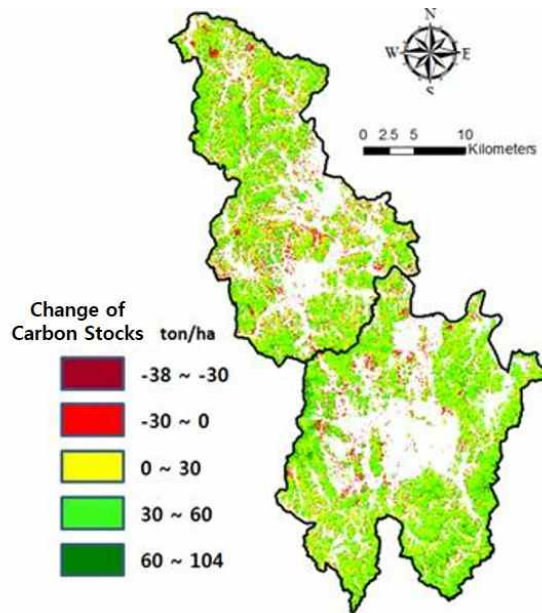 N
W E
S
0 2.5 5 10
Kilometers
Change of
Carbon Stocks ton/ha
-38 ~ -30
-30 ~ 0
0 ~ 30
30 ~ 60
60 ~ 104